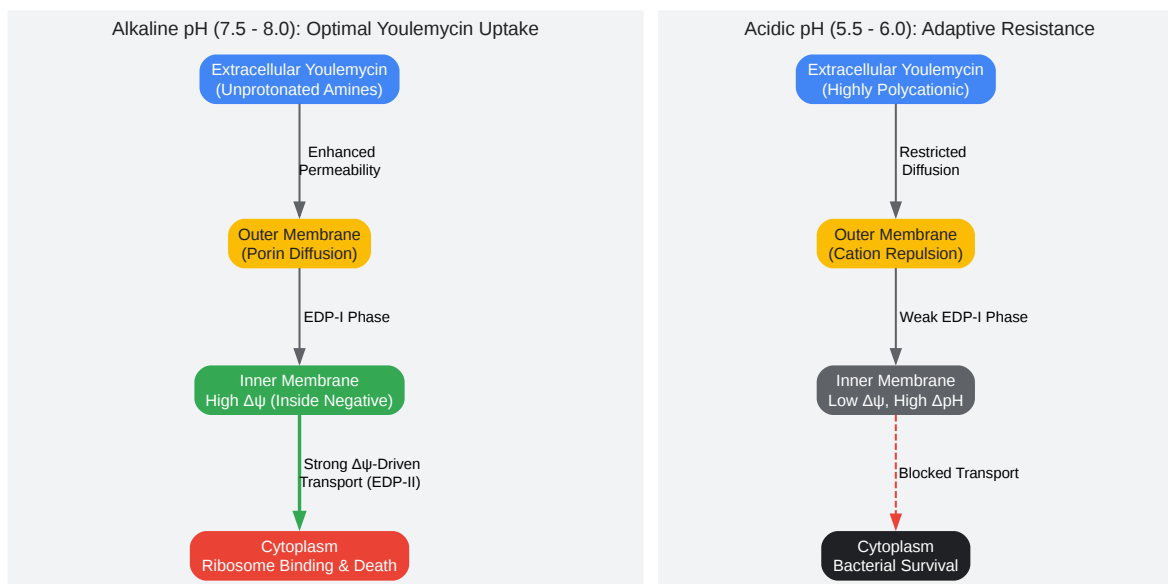 Alkaline pH (7.5 - 8.0): Optimal Youlemycin Uptake
Extracellular Youlemycin
(Unprotonated Amines)
Enhanced
Permeability
Outer Membrane
(Porin Diffusion)
EDP-I Phase
Inner Membrane
High Δψ (Inside Negative)
Strong Δψ-Driven
Transport (EDP-II)
Cytoplasm
Ribosome Binding & Death
Acidic pH (5.5 - 6.0): Adaptive Resistance
Extracellular Youlemycin
(Highly Polycationic)
Restricted
Diffusion
Outer Membrane
(Cation Repulsion)
Weak EDP-I Phase
Inner Membrane
Low Δψ, High ΔpH
Blocked Transport
Cytoplasm
Bacterial Survival